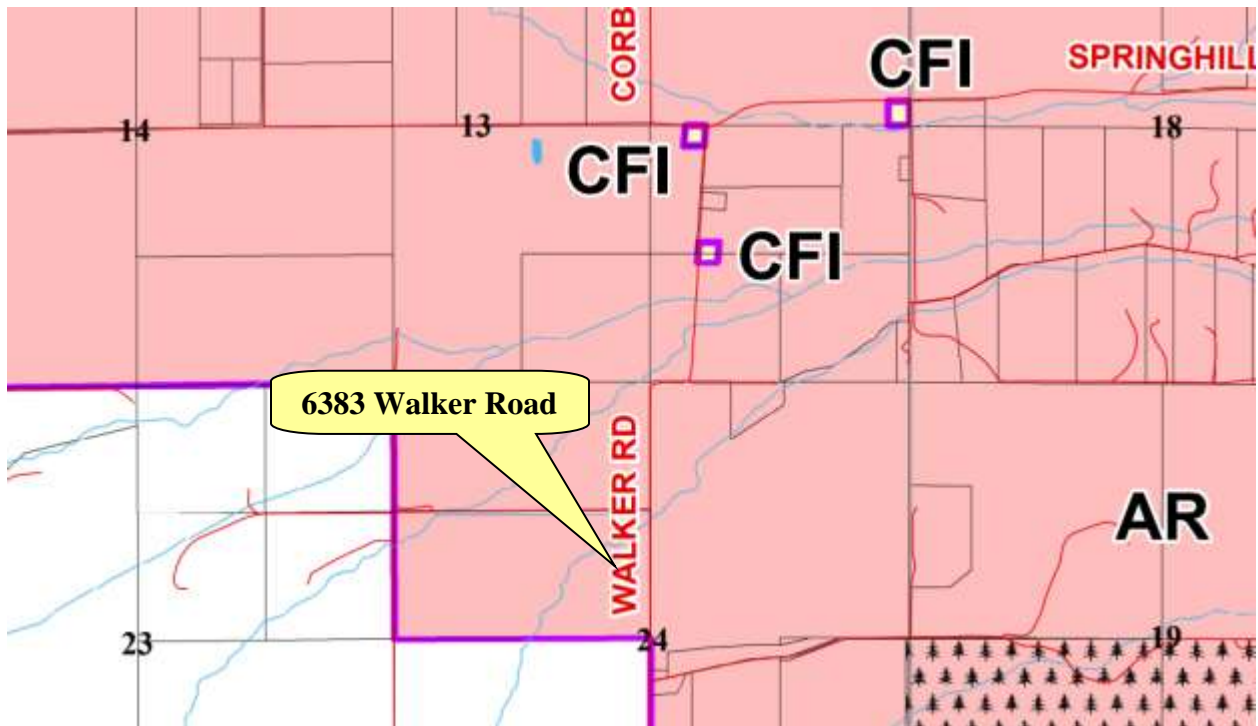 CORB
CFI
SPRINGHILL
14
13
18
CFI
CFI
6383 Walker Road
WALKER RD
AR
23
24
19